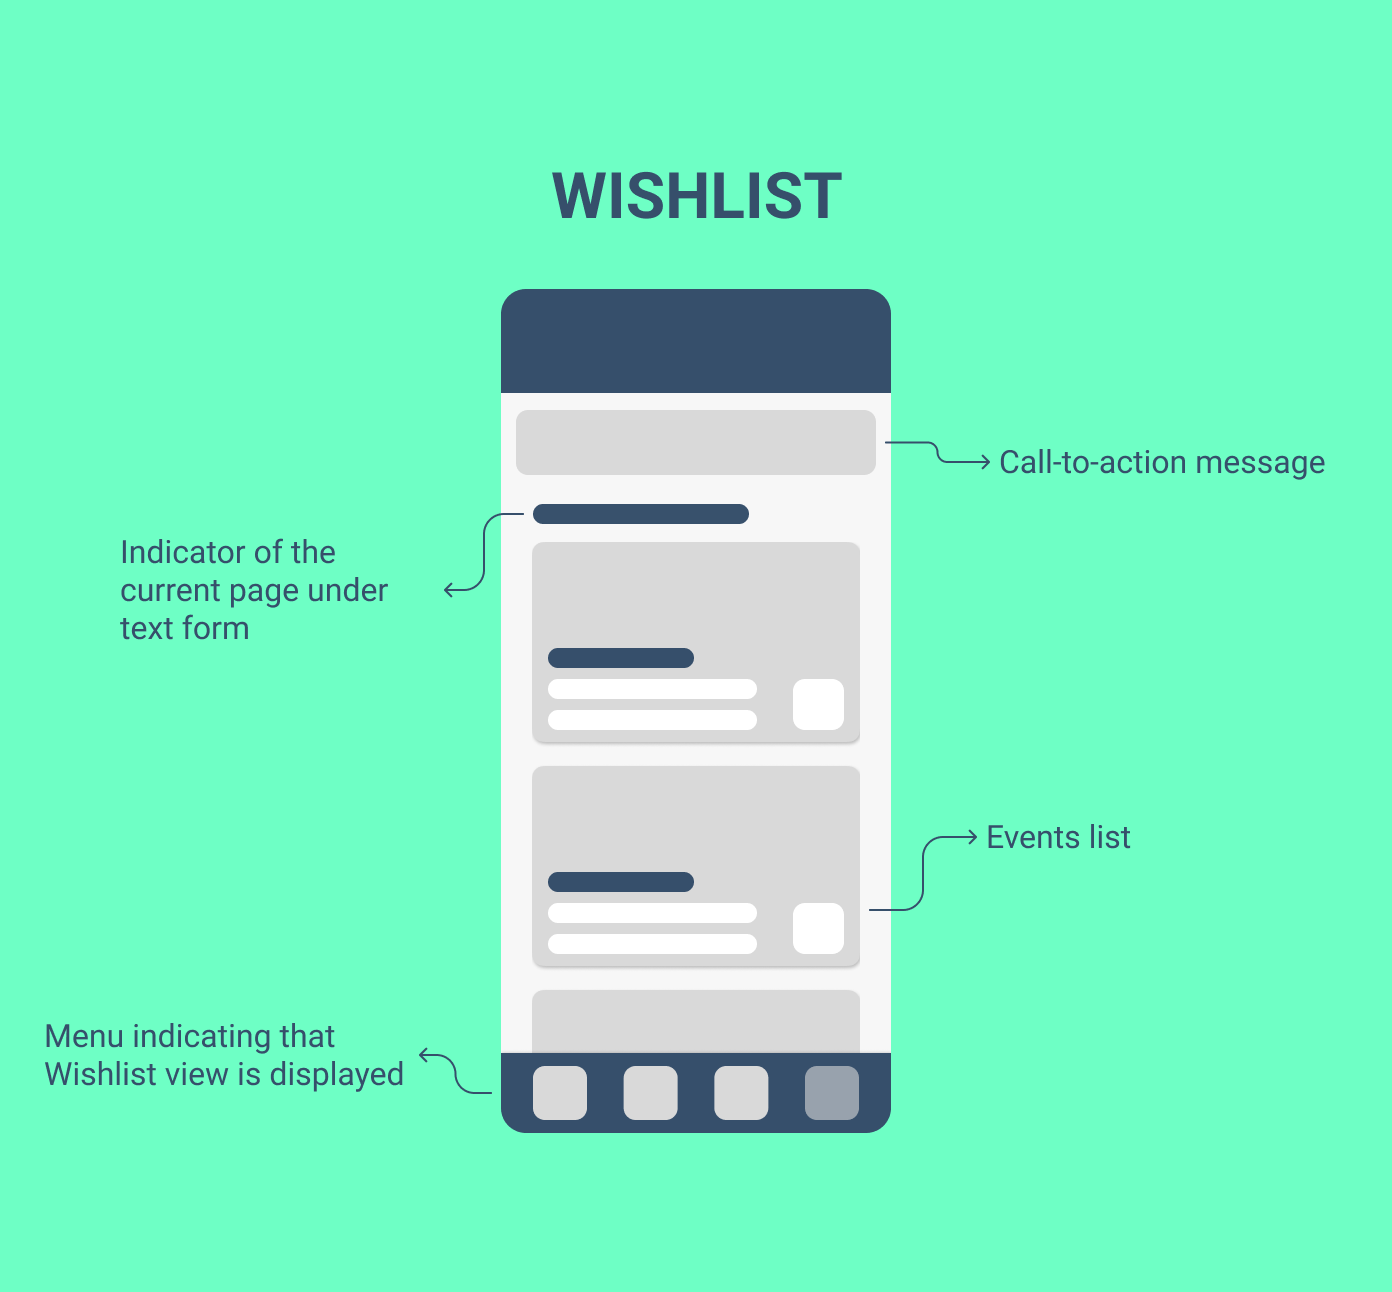 WISHLIST
Call-to-action message
Indicator of the
current page under
text form
Events list
Menu indicating that
Wishlist view is displayed